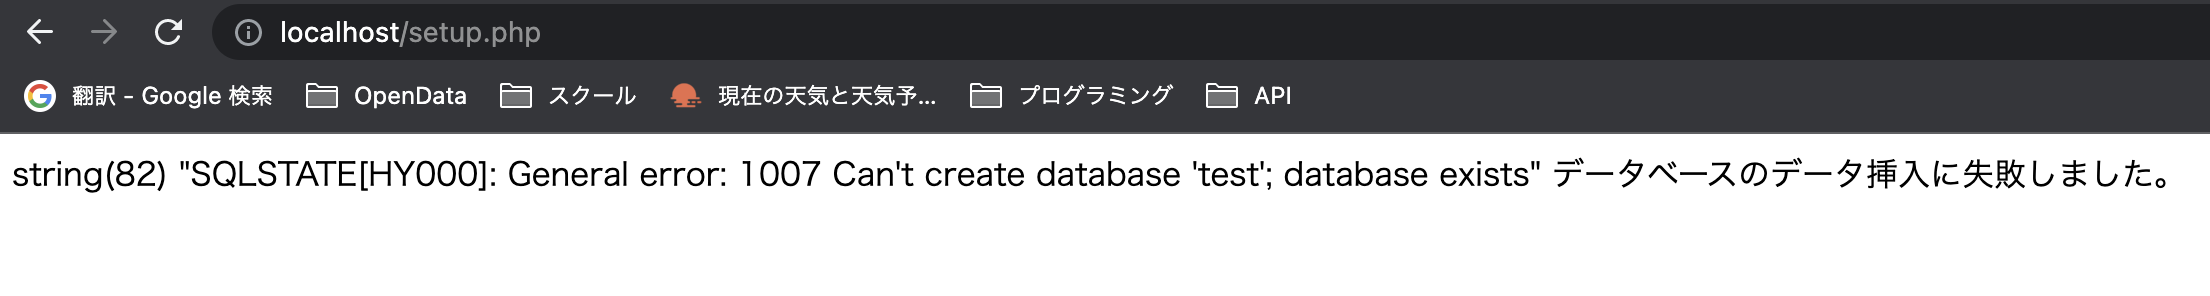 localhost/setup.php
翻訳 - Google 検索 OpenData スクール 現在の天気と天気予... プログラミング API
string(82) "SQLSTATE[HY000]: General error: 1007 Can't create database 'test'; database exists" データベースのデータ挿入に失敗しました。